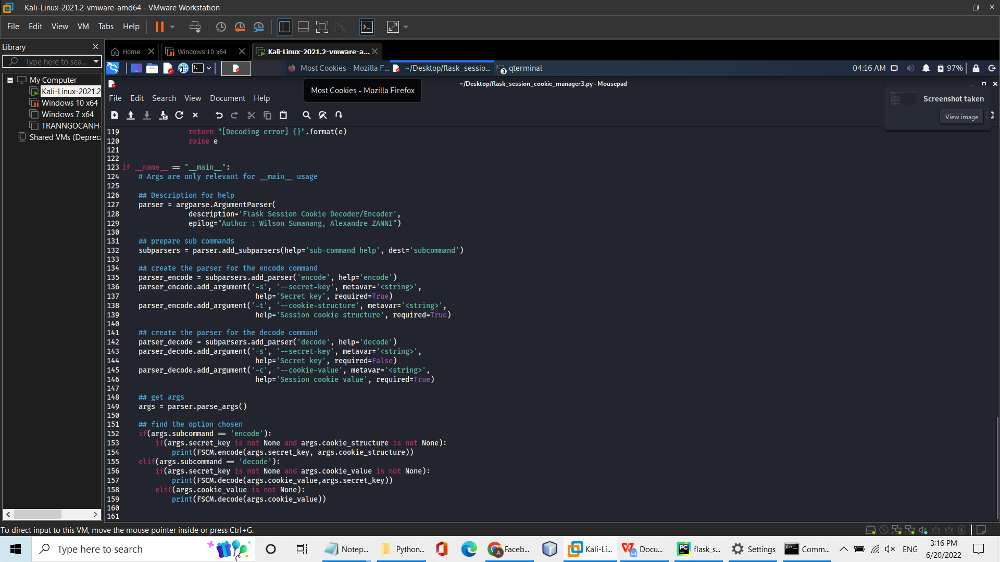 Kali-Linux-2021.2-vmware-amd64 - VMware Workstation
File Edit View VM Tabs Help
Library
Type here to sea...
My Computer
Kali-Linux-2021.2
Windows 10 x64
Windows 7 x64
TRANNGOCANH-
Shared VMs (Depreca
Home
Windows 10 x64
Kali-Linux-2021.2-vmware-a...
Most Cookies - Mozilla F...
~/Desktop/flask_sessio...
3
qterminal
04:16 AM
97%
~/Desktop/flask_session_cookie_manager3.py - Mousepad
Most Cookies - Mozilla Firefox
File Edit Search View Document Help
Screenshot taken
View image
119 return "[Decoding error] {}".format(e)
120 raise e
121
122
123 if __name__ == "__main__":
124 # Args are only relevant for __main__ usage
125
126 ## Description for help
127 parser = argparse.ArgumentParser(
128 description='Flask Session Cookie Decoder/Encoder',
129 epilog="Author : Wilson Sumanang, Alexandre ZANNI")
130
131 ## prepare sub commands
132 subparsers = parser.add_subparsers(help='sub-command help', dest='subcommand')
133
134 ## create the parser for the encode command
135 parser_encode = subparsers.add_parser('encode', help='encode')
136 parser_encode.add_argument('-s', '--secret-key', metavar='<string>',
137 help='Secret key', required=True)
138 parser_encode.add_argument('-t', '--cookie-structure', metavar='<string>',
139 help='Session cookie structure', required=True)
140
141 ## create the parser for the decode command
142 parser_decode = subparsers.add_parser('decode', help='decode')
143 parser_decode.add_argument('-s', '--secret-key', metavar='<string>',
144 help='Secret key', required=False)
145 parser_decode.add_argument('-c', '--cookie-value', metavar='<string>',
146 help='Session cookie value', required=True)
147
148 ## get args
149 args = parser.parse_args()
150
151 ## find the option chosen
152 if(args.subcommand == 'encode'):
153 if(args.secret_key is not None and args.cookie_structure is not None):
154 print(FSCM.encode(args.secret_key, args.cookie_structure))
155 elif(args.subcommand == 'decode'):
156 if(args.secret_key is not None and args.cookie_value is not None):
157 print(FSCM.decode(args.cookie_value,args.secret_key))
158 elif(args.cookie_value is not None):
159 print(FSCM.decode(args.cookie_value))
160
161
To direct input to this VM, move the mouse pointer inside or press Ctrl+G.
Type here to search
Notep...
Python...
Faceb...
Kali-Li...
Docu...
flask_s...
Settings
Comm...
ENG
3:16 PM
6/20/2022